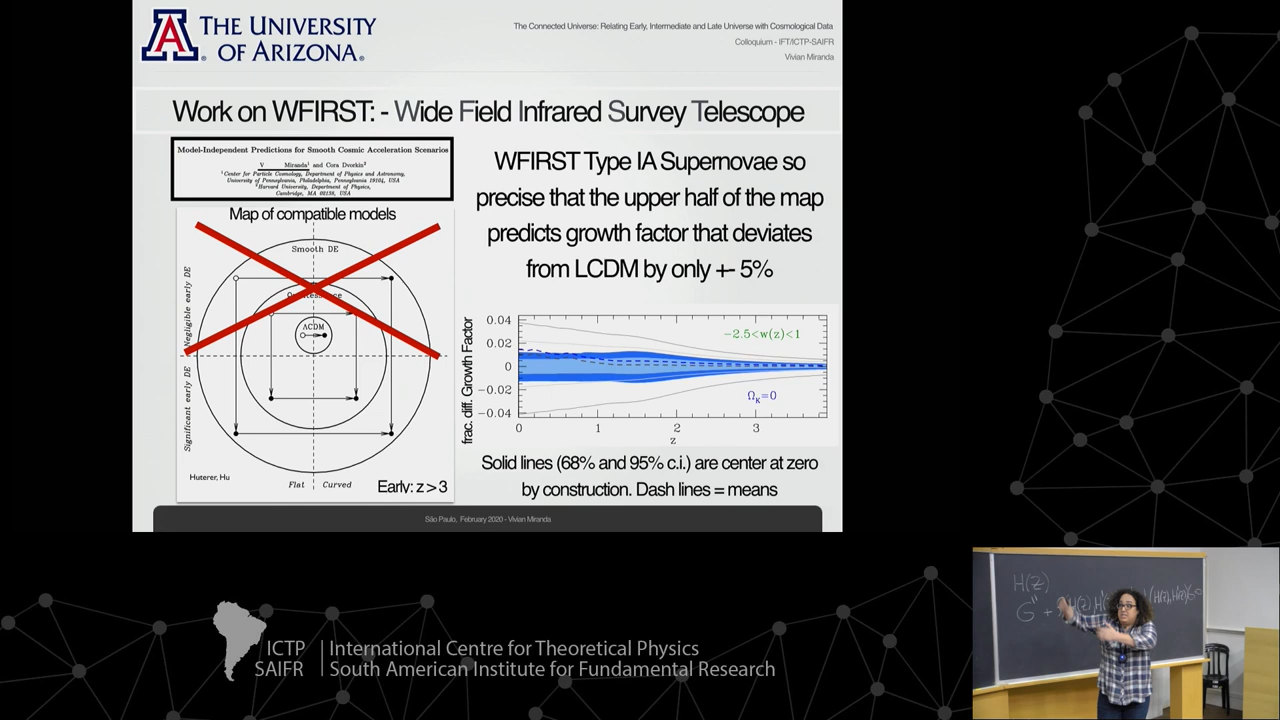 THE UNIVERSITY
OF ARIZONA.
The Connected Universe: Relating Early, Intermediate and Late Universe with Cosmological Data
Colloquium - IFT/ICTP-SAIFR
Vivian Miranda
Work on WFIRST: - Wide Field Infrared Survey Telescope
Model-Independent Predictions for Smooth Cosmic Acceleration Scenarios
V Miranda¹ and Cora Dvorkin²
¹Center for Particle Cosmology, Department of Physics and Astronomy,
University of Pennsylvania, Philadelphia, Pennsylvania 19104, USA
²Harvard University, Department of Physics,
Cambridge, MA 02138, USA
Map of compatible models
Smooth DE
ΛCDM
Negligible early DE
Significant early DE
Huterer, Hu
Flat Curved
Early: z > 3
WFIRST Type IA Supernovae so
precise that the upper half of the map
predicts growth factor that deviates
from LCDM by only +- 5%
frac. diff. Growth Factor
0.04
0.02
0
−0.02
−0.04
−2.5<w(z)<1
Ω_K=0
0 1 2 3
z
Solid lines (68% and 95% c.i.) are center at zero
by construction. Dash lines = means
São Paulo, February 2020 - Vivian Miranda
H(z)
G'' +
ICTP International Centre for Theoretical Physics
SAIFR South American Institute for Fundamental Research